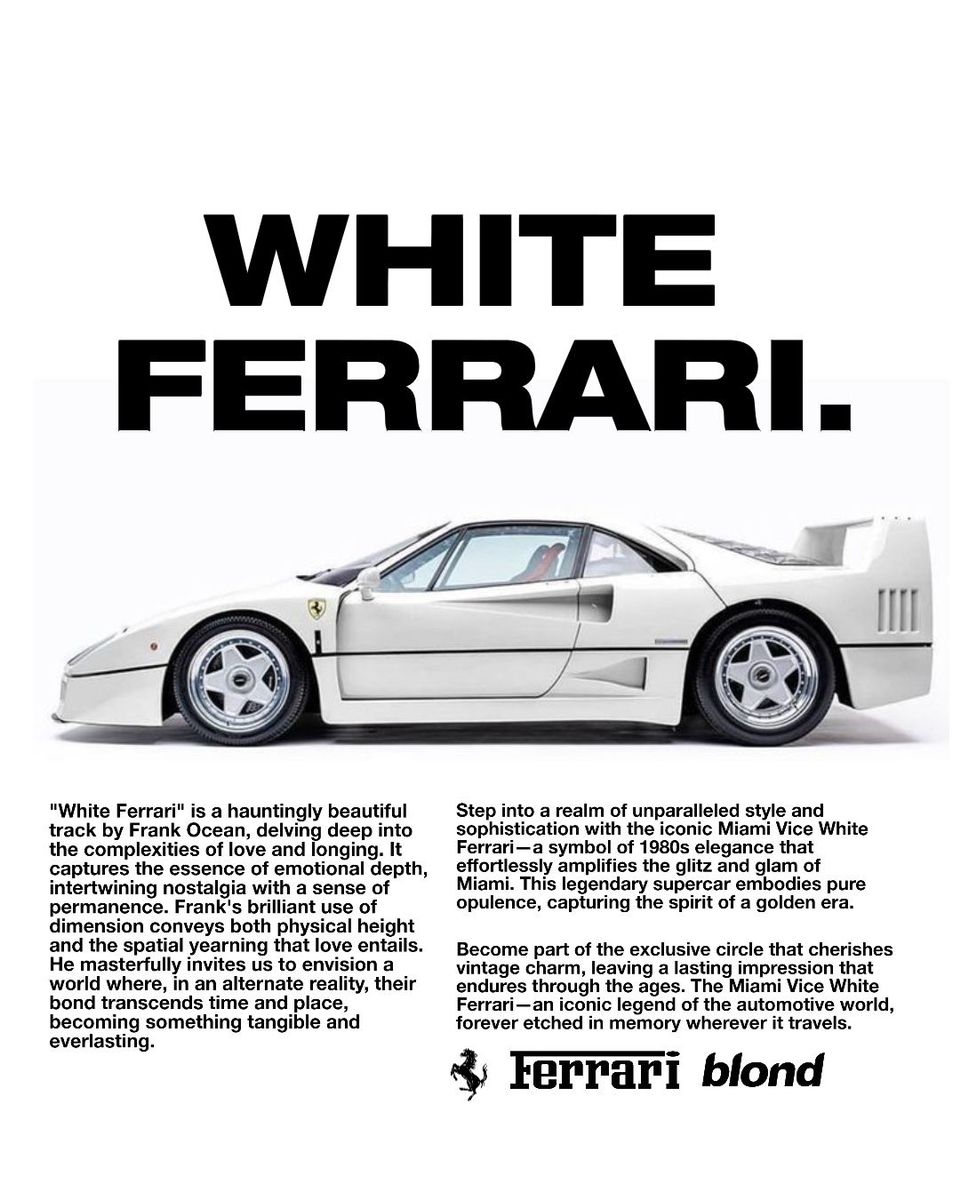 WHITE
FERRARI.
"White Ferrari" is a hauntingly beautiful
track by Frank Ocean, delving deep into
the complexities of love and longing. It
captures the essence of emotional depth,
intertwining nostalgia with a sense of
permanence. Frank's brilliant use of
dimension conveys both physical height
and the spatial yearning that love entails.
He masterfully invites us to envision a
world where, in an alternate reality, their
bond transcends time and place,
becoming something tangible and
everlasting.
Step into a realm of unparalleled style and
sophistication with the iconic Miami Vice White
Ferrari—a symbol of 1980s elegance that
effortlessly amplifies the glitz and glam of
Miami. This legendary supercar embodies pure
opulence, capturing the spirit of a golden era.
Become part of the exclusive circle that cherishes
vintage charm, leaving a lasting impression that
endures through the ages. The Miami Vice White
Ferrari—an iconic legend of the automotive world,
forever etched in memory wherever it travels.
Ferrari blond